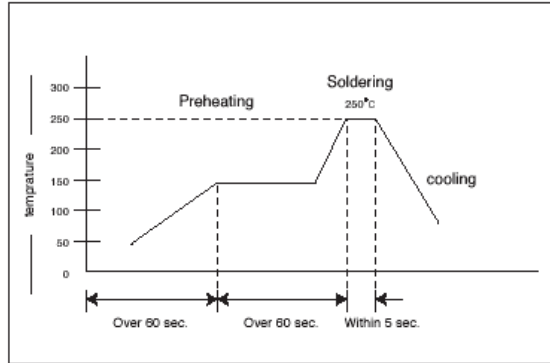 Soldering
Preheating
250°C
300
250
200
150
100
50
0
temprature
cooling
Over 60 sec.
Over 60 sec.
Within 5 sec.